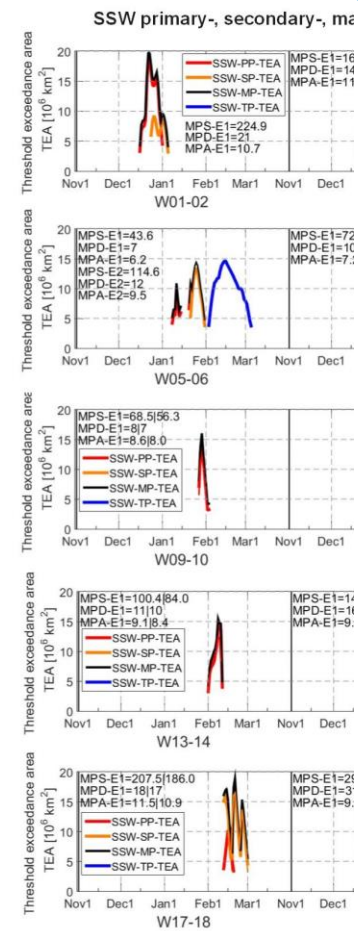 SSW primary-, secondary-, ma
Threshold exceedance area
TEA [10⁶ km²]
20
15
10
5
0
SSW-PP-TEA
SSW-SP-TEA
SSW-MP-TEA
SSW-TP-TEA
MPS-E1=224.9
MPD-E1=21
MPA-E1=10.7
MPS-E1=16
MPD-E1=14
MPA-E1=11
Nov1 Dec1 Jan1 Feb1 Mar1 Nov1 Dec1
W01-02
Threshold exceedance area
TEA [10⁶ km²]
20
15
10
5
0
MPS-E1=43.6
MPD-E1=7
MPA-E1=6.2
MPS-E2=114.6
MPD-E2=12
MPA-E2=9.5
MPS-E1=72
MPD-E1=10
MPA-E1=7.2
Nov1 Dec1 Jan1 Feb1 Mar1 Nov1 Dec1
W05-06
Threshold exceedance area
TEA [10⁶ km²]
20
15
10
5
0
MPS-E1=68.5|56.3
MPD-E1=8|7
MPA-E1=8.6|8.0
SSW-PP-TEA
SSW-SP-TEA
SSW-MP-TEA
SSW-TP-TEA
Nov1 Dec1 Jan1 Feb1 Mar1 Nov1 Dec1
W09-10
Threshold exceedance area
TEA [10⁶ km²]
20
15
10
5
0
MPS-E1=100.4|84.0
MPD-E1=11|10
MPA-E1=9.1|8.4
SSW-PP-TEA
SSW-SP-TEA
SSW-MP-TEA
SSW-TP-TEA
MPS-E1=14
MPD-E1=16
MPA-E1=9.
Nov1 Dec1 Jan1 Feb1 Mar1 Nov1 Dec1
W13-14
Threshold exceedance area
TEA [10⁶ km²]
20
15
10
5
0
MPS-E1=207.5|186.0
MPD-E1=18|17
MPA-E1=11.5|10.9
SSW-PP-TEA
SSW-SP-TEA
SSW-MP-TEA
SSW-TP-TEA
MPS-E1=29
MPD-E1=31
MPA-E1=9.
Nov1 Dec1 Jan1 Feb1 Mar1 Nov1 Dec1
W17-18